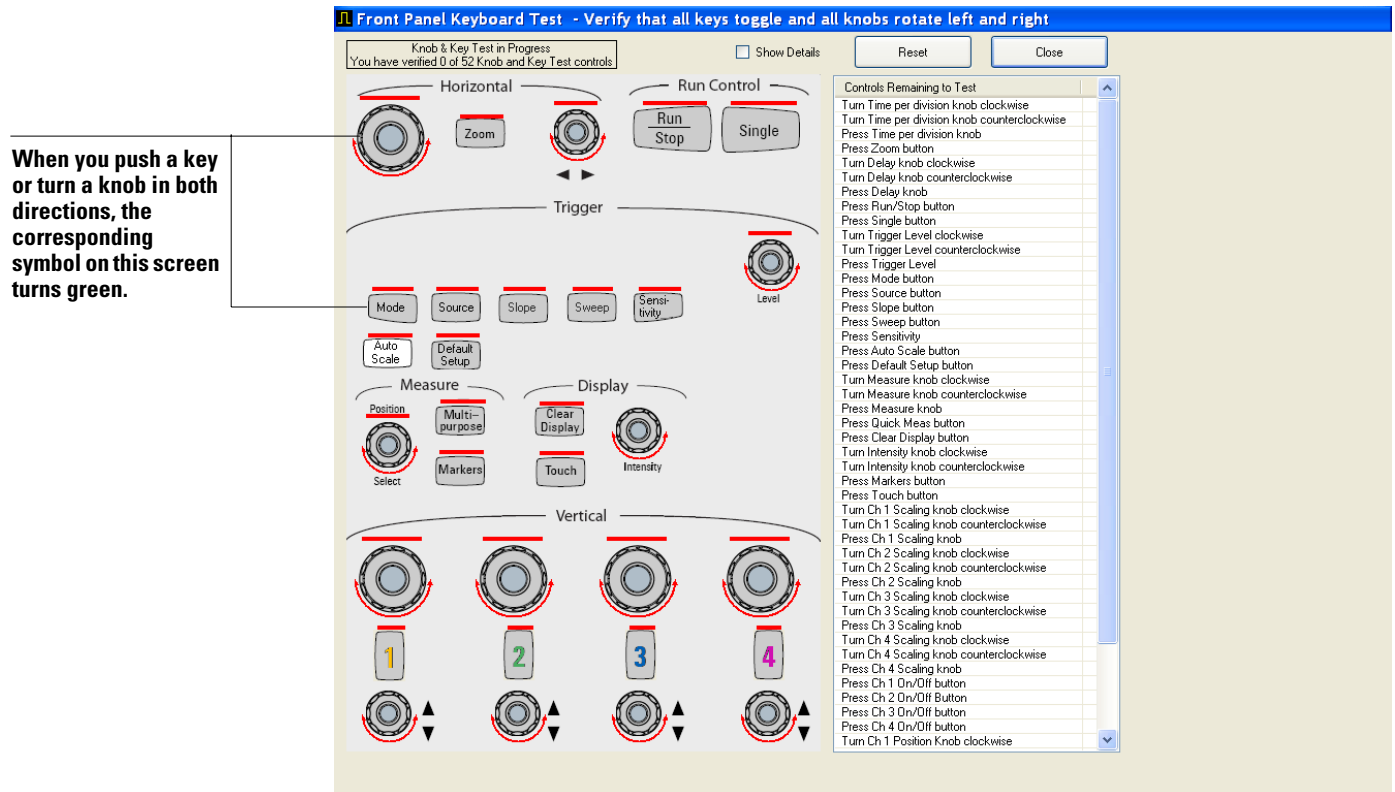 Front Panel Keyboard Test - Verify that all keys toggle and all knobs rotate left and right
Knob & Key Test in Progress
You have verified 0 of 52 Knob and Key Test controls
Show Details
Reset
Close
When you push a key
or turn a knob in both
directions, the
corresponding
symbol on this screen
turns green.
Horizontal
Run Control
Zoom
Run
Stop
Single
Trigger
Level
Mode
Source
Slope
Sweep
Sensi-
tivity
Auto
Scale
Default
Setup
Measure
Display
Position
Multi-
purpose
Clear
Display
Select
Markers
Touch
Intensity
Vertical
1
2
3
4
Controls Remaining to Test
Turn Time per division knob clockwise
Turn Time per division knob counterclockwise
Press Time per division knob
Press Zoom button
Turn Delay knob clockwise
Turn Delay knob counterclockwise
Press Delay knob
Press Run/Stop button
Press Single button
Turn Trigger Level clockwise
Turn Trigger Level counterclockwise
Press Trigger Level
Press Mode button
Press Source button
Press Slope button
Press Sweep button
Press Sensitivity
Press Auto Scale button
Press Default Setup button
Turn Measure knob clockwise
Turn Measure knob counterclockwise
Press Measure knob
Press Quick Meas button
Press Clear Display button
Turn Intensity knob clockwise
Turn Intensity knob counterclockwise
Press Markers button
Press Touch button
Turn Ch 1 Scaling knob clockwise
Turn Ch 1 Scaling knob counterclockwise
Press Ch 1 Scaling knob
Turn Ch 2 Scaling knob clockwise
Turn Ch 2 Scaling knob counterclockwise
Press Ch 2 Scaling knob
Turn Ch 3 Scaling knob clockwise
Turn Ch 3 Scaling knob counterclockwise
Press Ch 3 Scaling knob
Turn Ch 4 Scaling knob clockwise
Turn Ch 4 Scaling knob counterclockwise
Press Ch 4 Scaling knob
Press Ch 1 On/Off button
Press Ch 2 On/Off Button
Press Ch 3 On/Off button
Press Ch 4 On/Off button
Turn Ch 1 Position Knob clockwise